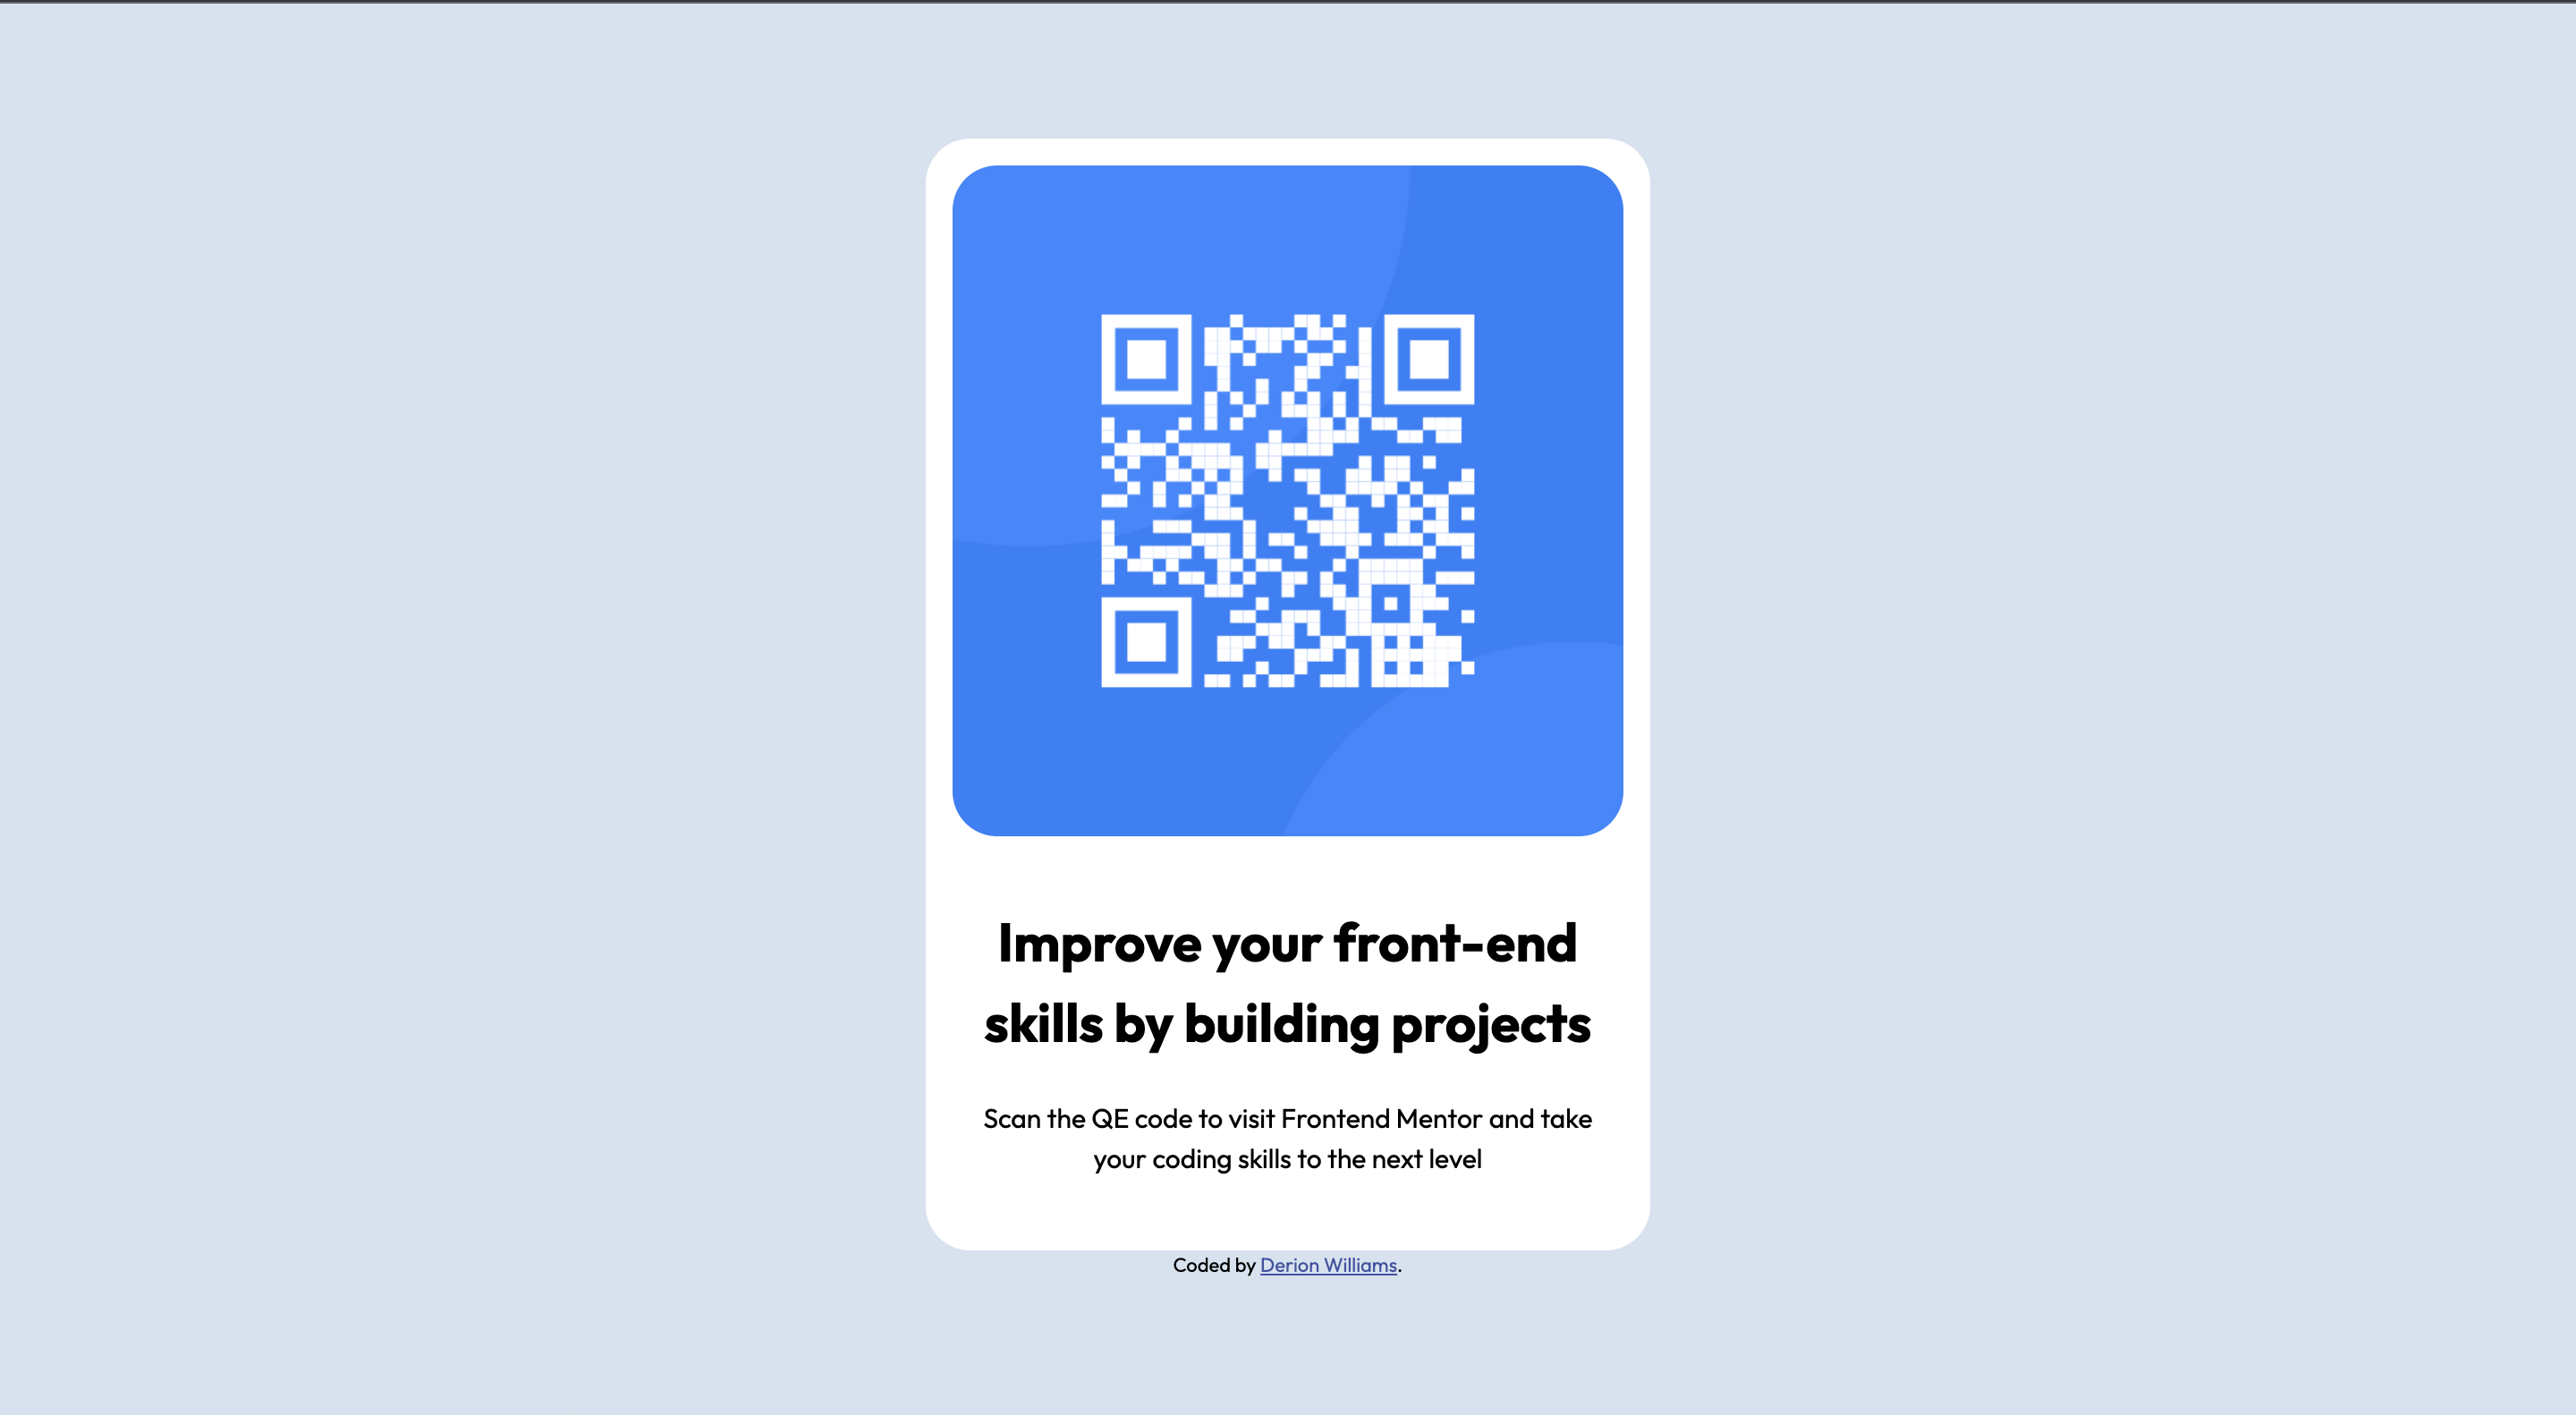 Improve your front-end
skills by building projects
Scan the QE code to visit Frontend Mentor and take
your coding skills to the next level
Coded by Derion Williams.